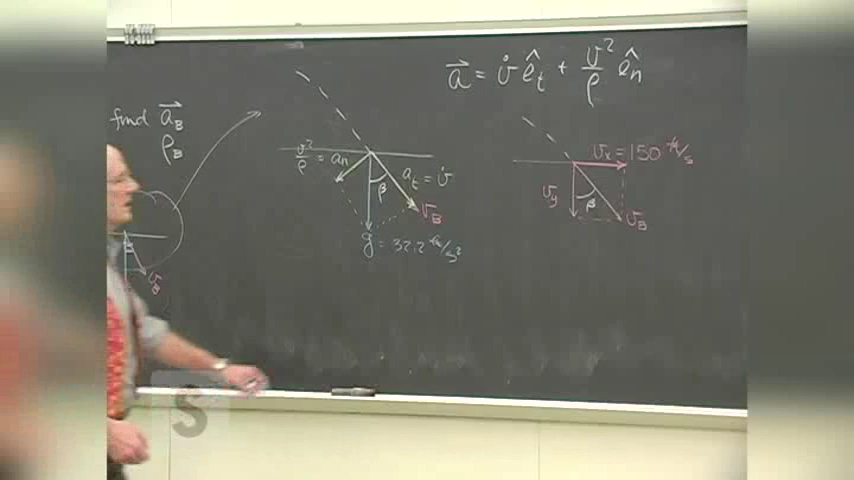 a⃗ = v̇ ê_t + v²/ρ ê_n
find a⃗_B
ρ_B
v²/ρ = a_n
β
a_t = v̇
v_B
g = 32.2 ft/s²
v_x = 150 ft/s
v_y
β
v_B
β
v_B
S